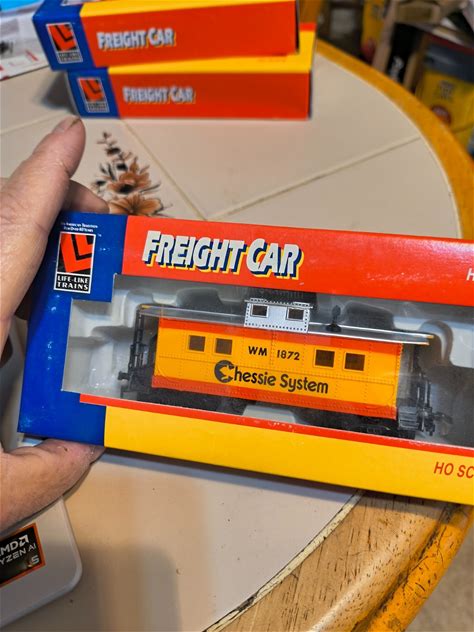 FREIGHT CAR
FREIGHT CAR
FREIGHT CAR
LIFE-LIKE
TRAINS
H
WM 1872
Chessie System
HO SC
AMD
RYZEN AI